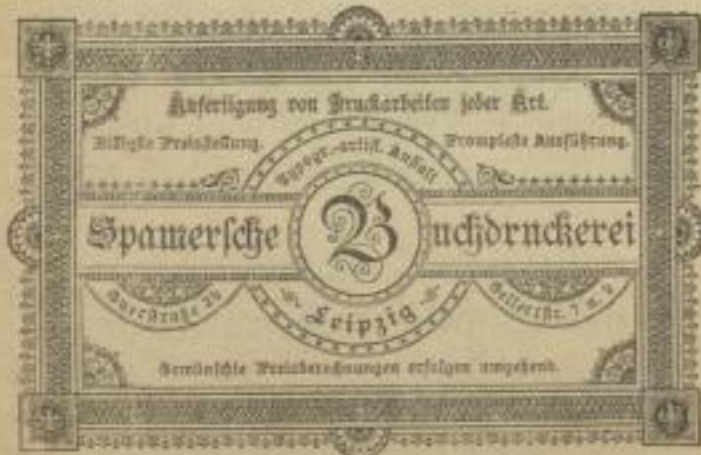 Anfertigung von Druckarbeiten jeder Art.
Billigste Preisstellung. Prompteste Ausführung.
Typogr.-artist. Anstalt
Spamersche Buchdruckerei
Querstraße Gellertstr. 7 u. 9
Leipzig
Gewünschte Preisberechnungen erfolgen umgehend.